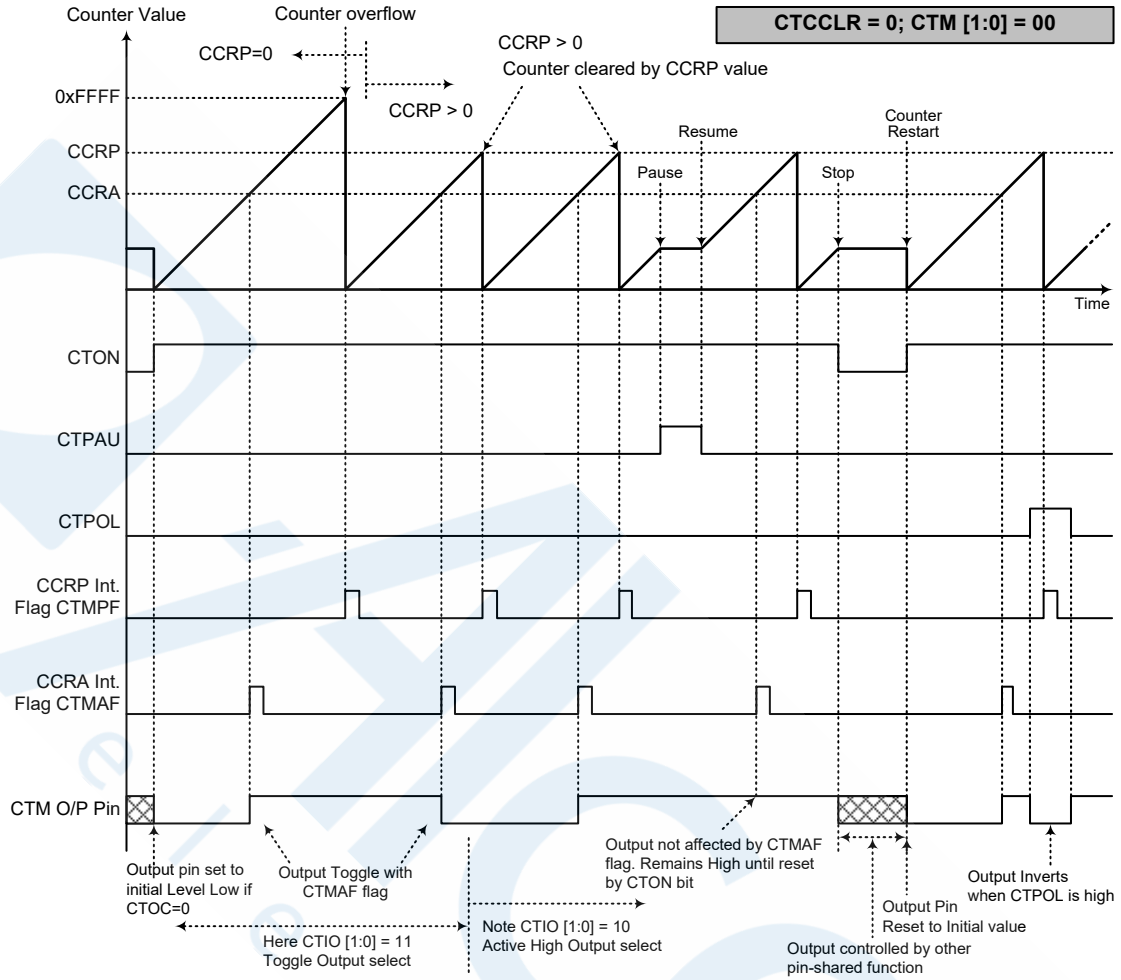 Counter Value
Counter overflow
CTCCLR = 0; CTM [1:0] = 00
CCRP=0
CCRP > 0
CCRP > 0
Counter cleared by CCRP value
0xFFFF
CCRP
CCRA
Pause
Resume
Stop
Counter
Restart
Time
CTON
CTPAU
CTPOL
CCRP Int.
Flag CTMPF
CCRA Int.
Flag CTMAF
CTM O/P Pin
Output pin set to
initial Level Low if
CTOC=0
Output Toggle with
CTMAF flag
Here CTIO [1:0] = 11
Toggle Output select
Note CTIO [1:0] = 10
Active High Output select
Output not affected by CTMAF
flag. Remains High until reset
by CTON bit
Output controlled by other
pin-shared function
Output Pin
Reset to Initial value
Output Inverts
when CTPOL is high